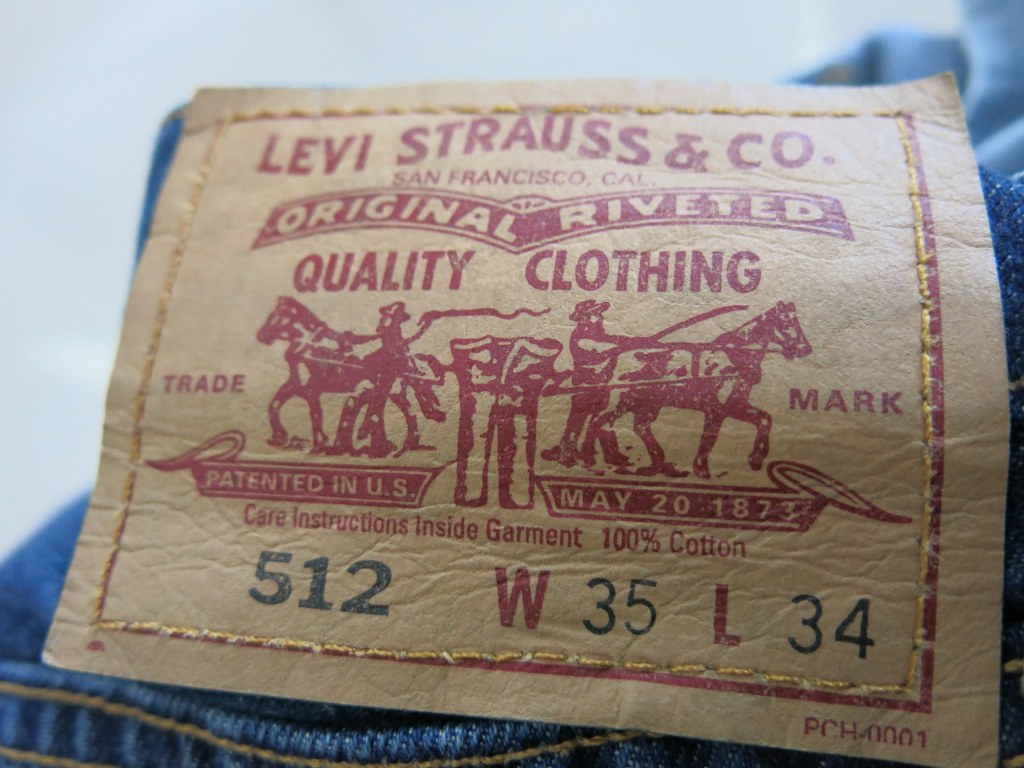 LEVI STRAUSS & CO.
SAN FRANCISCO, CAL.
ORIGINAL RIVETED
QUALITY CLOTHING
TRADE MARK
PATENTED IN U.S. MAY 20 1873
Care Instructions Inside Garment 100% Cotton
512 W 35 L 34
PCH-0001